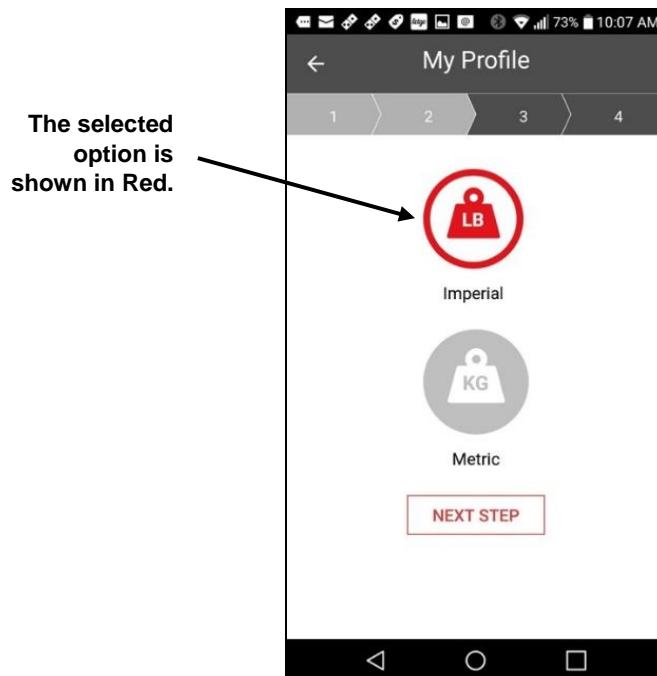 73% 10:07 AM
My Profile
1 2 3 4
The selected
option is
shown in Red.
LB
Imperial
KG
Metric
NEXT STEP